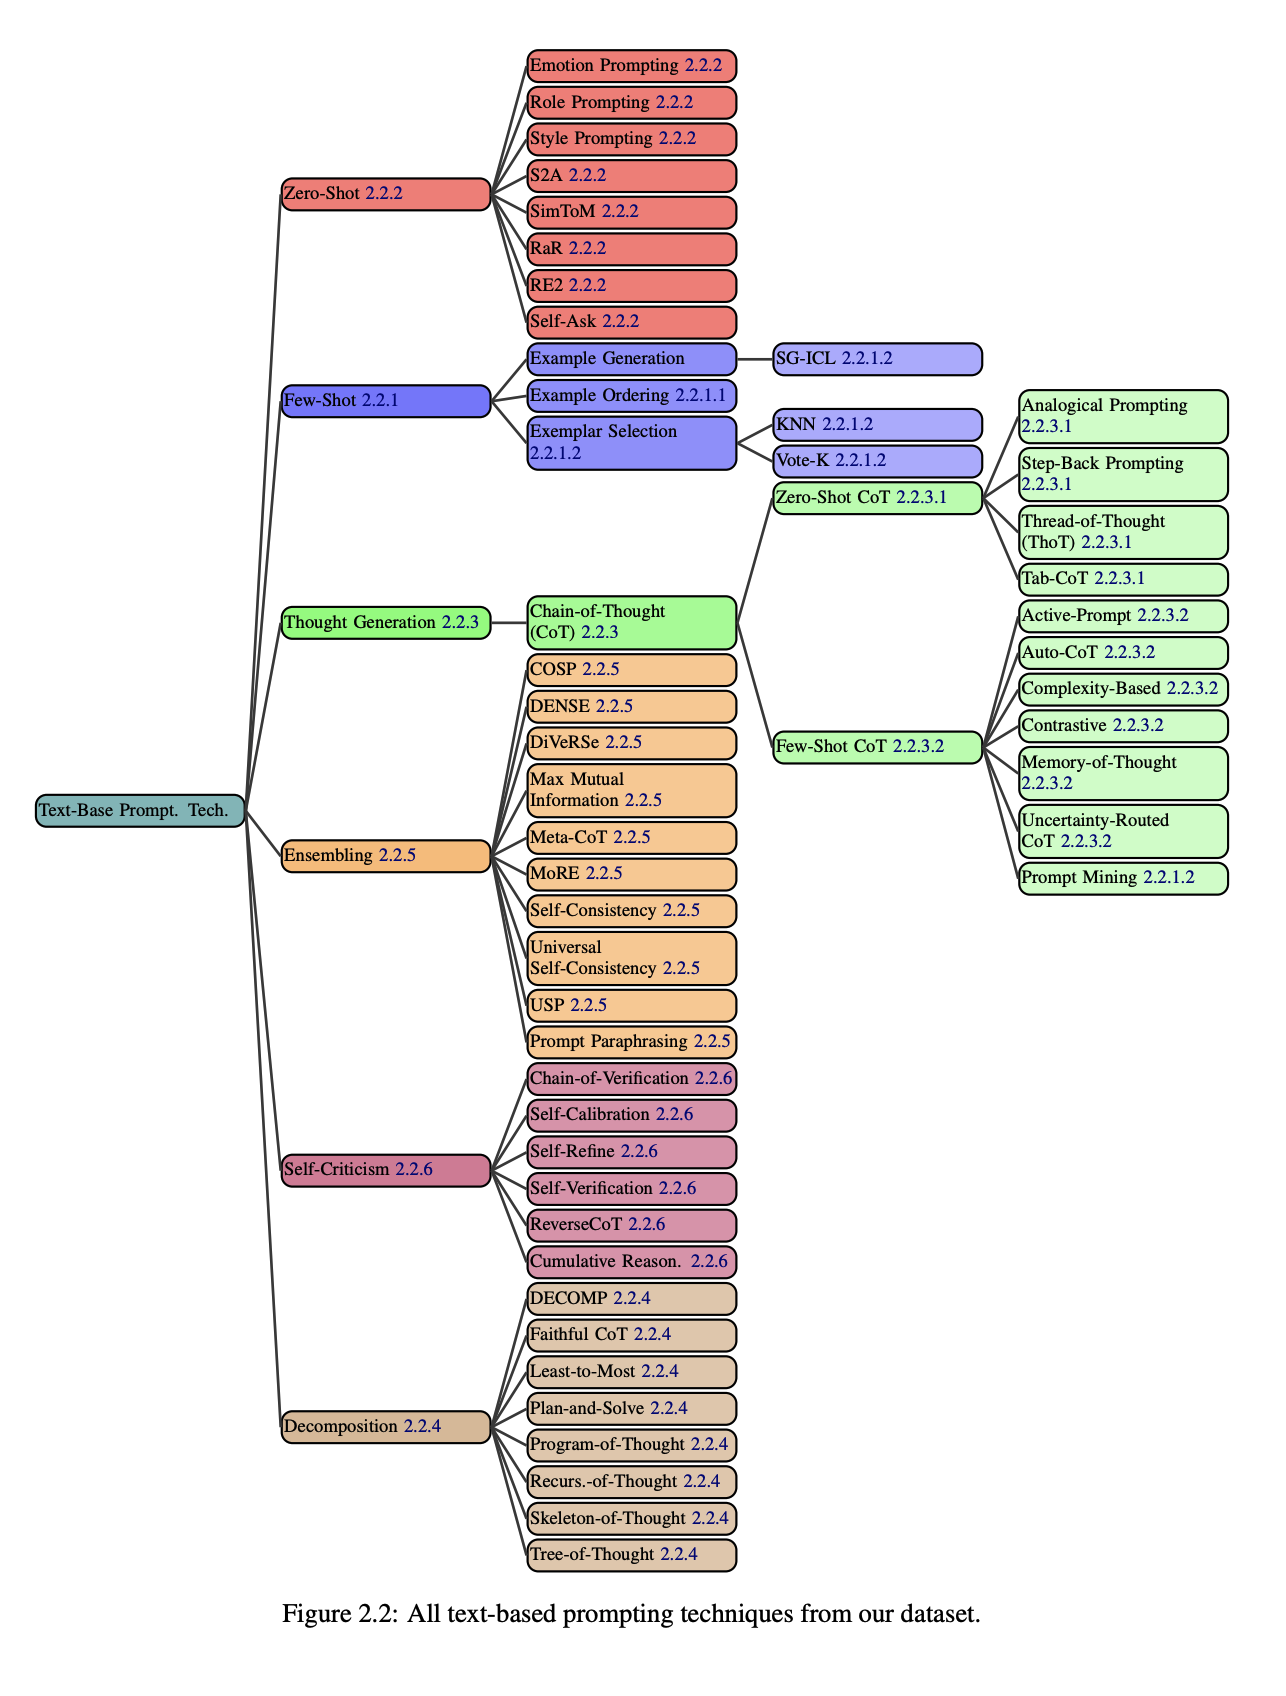 Emotion Prompting 2.2.2
Role Prompting 2.2.2
Style Prompting 2.2.2
S2A 2.2.2
Zero-Shot 2.2.2
SimToM 2.2.2
RaR 2.2.2
RE2 2.2.2
Self-Ask 2.2.2
Example Generation
SG-ICL 2.2.1.2
Few-Shot 2.2.1
Example Ordering 2.2.1.1
Exemplar Selection
2.2.1.2
KNN 2.2.1.2
Vote-K 2.2.1.2
Zero-Shot CoT 2.2.3.1
Analogical Prompting
2.2.3.1
Step-Back Prompting
2.2.3.1
Thread-of-Thought
(ThoT) 2.2.3.1
Tab-CoT 2.2.3.1
Thought Generation 2.2.3
Chain-of-Thought
(CoT) 2.2.3
Active-Prompt 2.2.3.2
Auto-CoT 2.2.3.2
Complexity-Based 2.2.3.2
Contrastive 2.2.3.2
Few-Shot CoT 2.2.3.2
Memory-of-Thought
2.2.3.2
Uncertainty-Routed
CoT 2.2.3.2
Prompt Mining 2.2.1.2
COSP 2.2.5
DENSE 2.2.5
DiVeRSe 2.2.5
Max Mutual
Information 2.2.5
Text-Base Prompt. Tech.
Meta-CoT 2.2.5
Ensembling 2.2.5
MoRE 2.2.5
Self-Consistency 2.2.5
Universal
Self-Consistency 2.2.5
USP 2.2.5
Prompt Paraphrasing 2.2.5
Chain-of-Verification 2.2.6
Self-Calibration 2.2.6
Self-Refine 2.2.6
Self-Criticism 2.2.6
Self-Verification 2.2.6
ReverseCoT 2.2.6
Cumulative Reason. 2.2.6
DECOMP 2.2.4
Faithful CoT 2.2.4
Least-to-Most 2.2.4
Plan-and-Solve 2.2.4
Decomposition 2.2.4
Program-of-Thought 2.2.4
Recurs.-of-Thought 2.2.4
Skeleton-of-Thought 2.2.4
Tree-of-Thought 2.2.4
Figure 2.2: All text-based prompting techniques from our dataset.